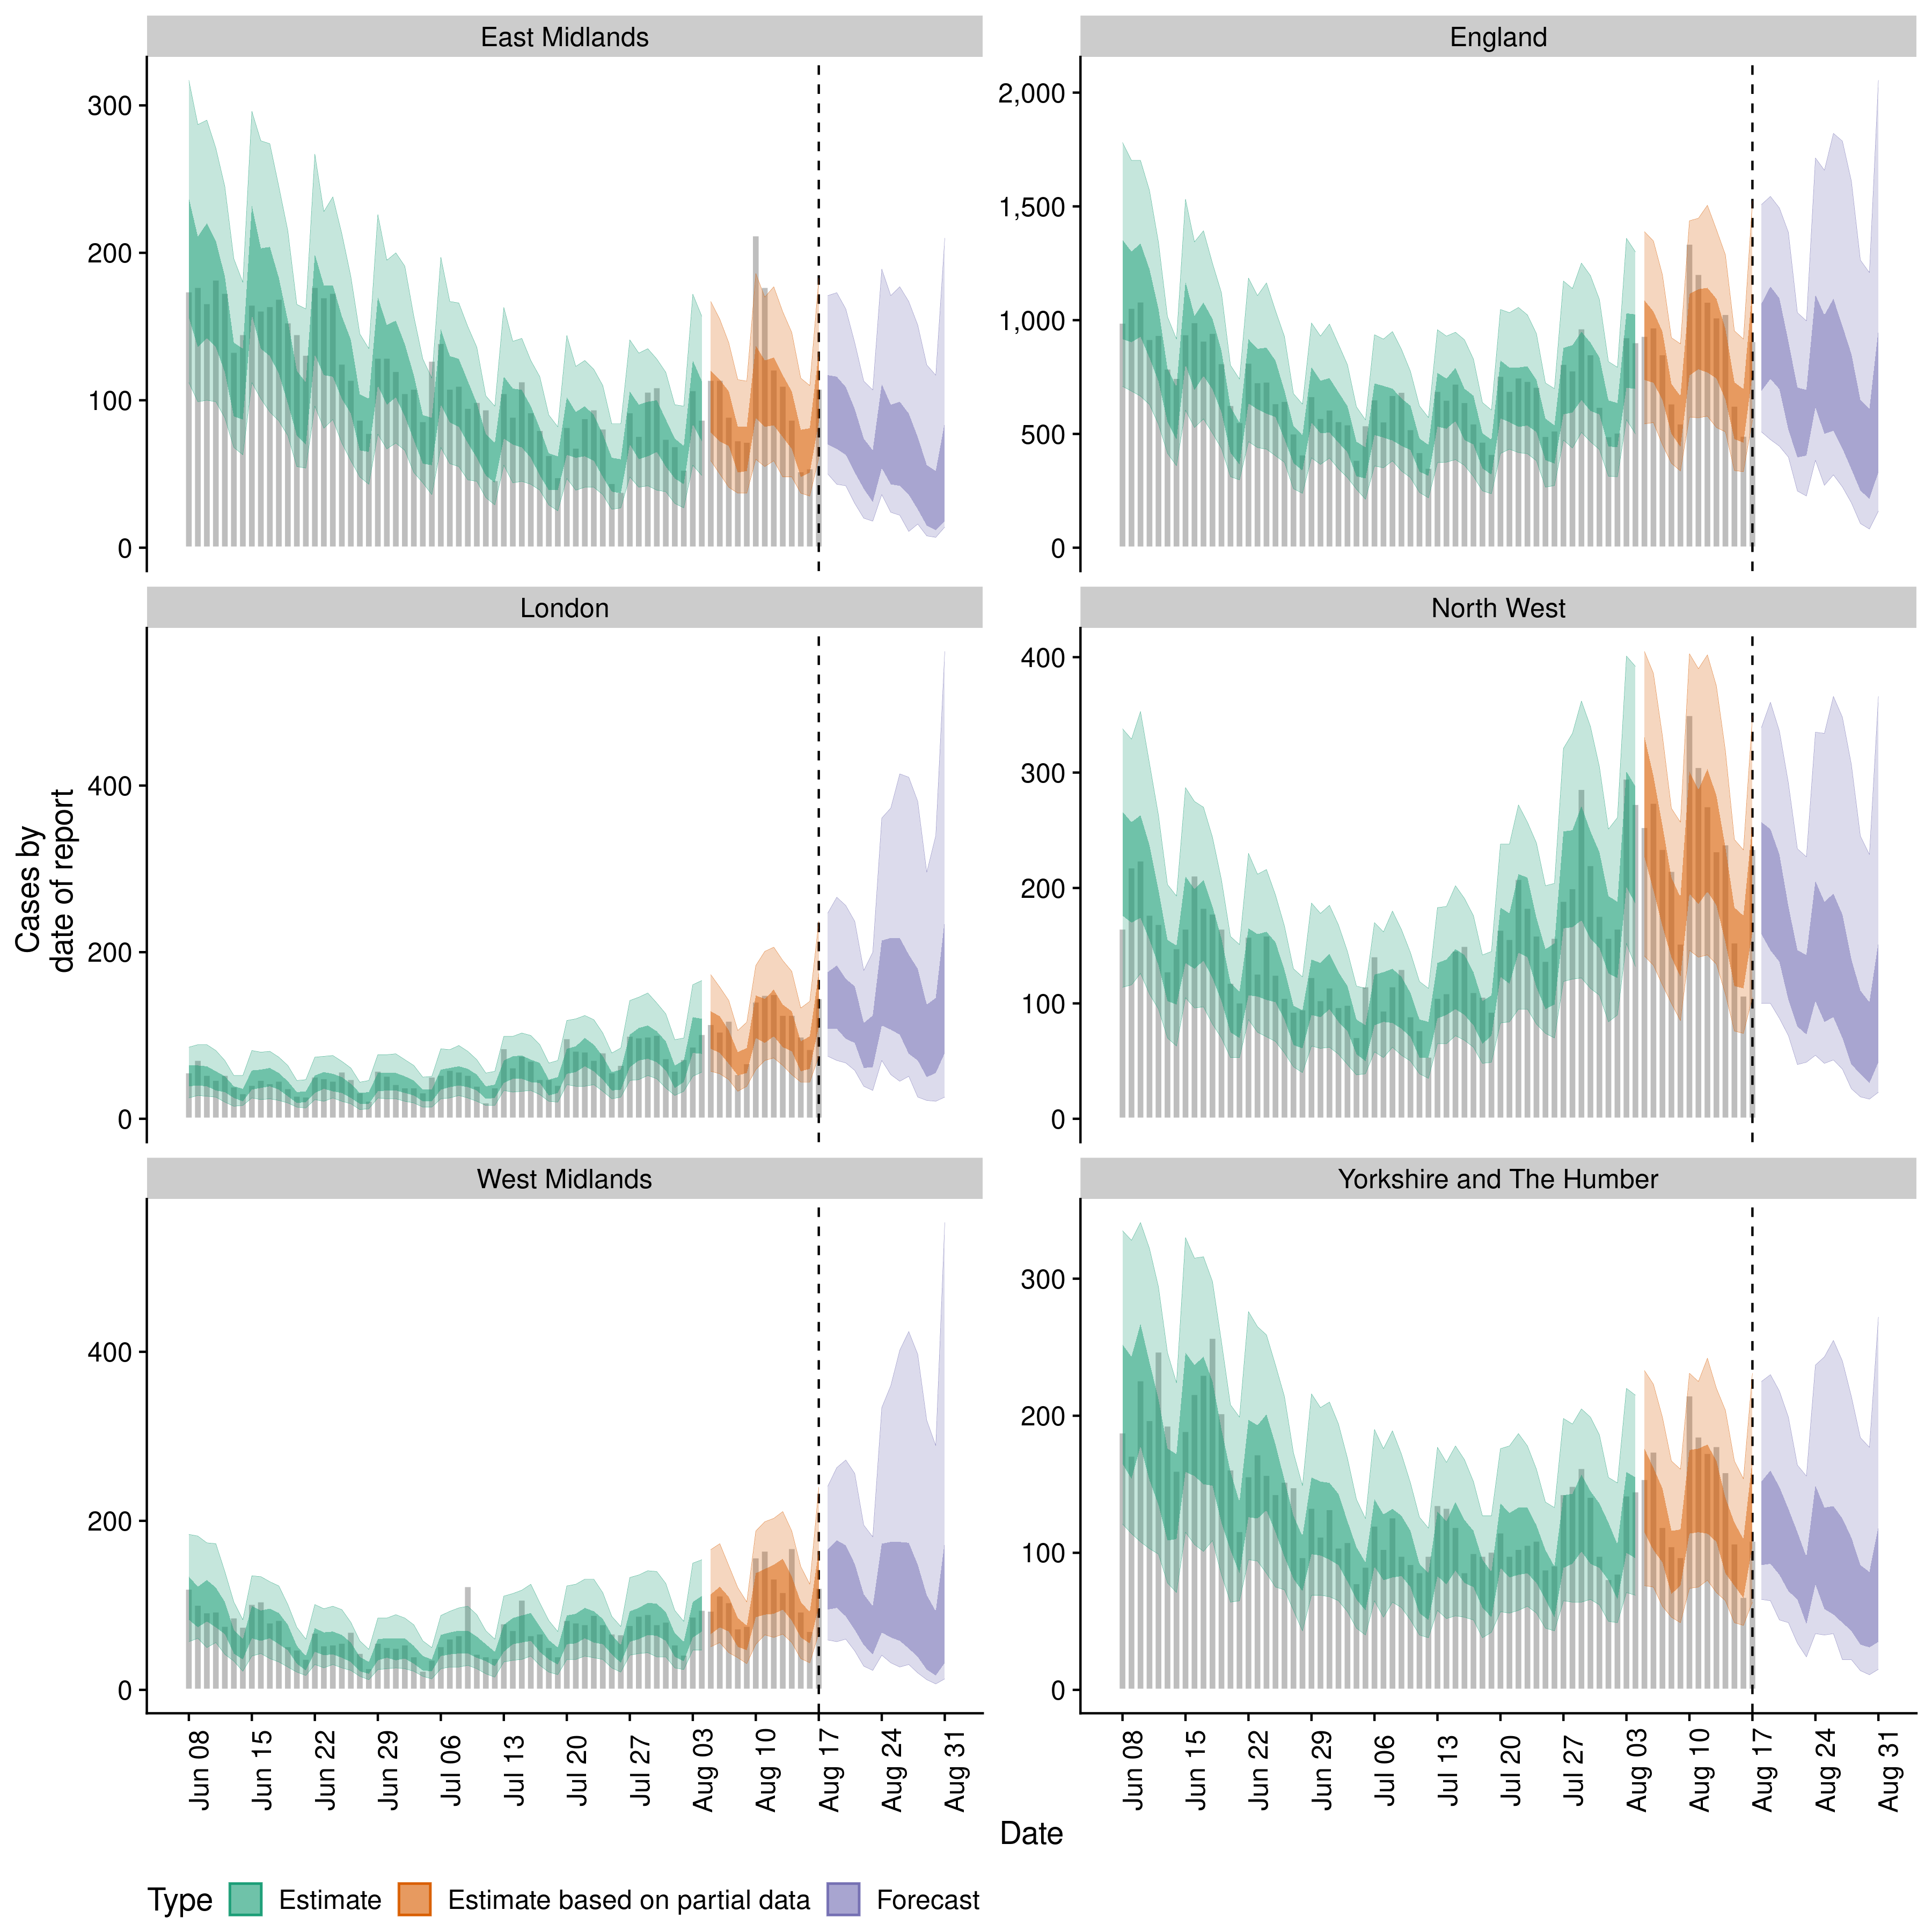 East Midlands
England
300
200
100
0
2,000
1,500
1,000
500
0
London
North West
400
200
0
400
300
200
100
0
West Midlands
Yorkshire and The Humber
400
200
0
300
200
100
0
Cases by
date of report
Jun 08
Jun 15
Jun 22
Jun 29
Jul 06
Jul 13
Jul 20
Jul 27
Aug 03
Aug 10
Aug 17
Aug 24
Aug 31
Jun 08
Jun 15
Jun 22
Jun 29
Jul 06
Jul 13
Jul 20
Jul 27
Aug 03
Aug 10
Aug 17
Aug 24
Aug 31
Date
Type Estimate Estimate based on partial data Forecast